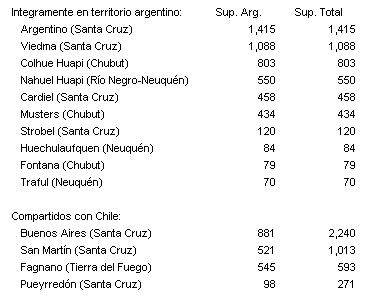 Integramente en territorio argentino: Sup. Arg. Sup. Total
Argentino (Santa Cruz) 1,415 1,415
Viedma (Santa Cruz) 1,088 1,088
Colhue Huapi (Chubut) 803 803
Nahuel Huapi (Río Negro-Neuquén) 550 550
Cardiel (Santa Cruz) 458 458
Musters (Chubut) 434 434
Strobel (Santa Cruz) 120 120
Huechulaufquen (Neuquén) 84 84
Fontana (Chubut) 79 79
Traful (Neuquén) 70 70
Compartidos con Chile:
Buenos Aires (Santa Cruz) 881 2,240
San Martín (Santa Cruz) 521 1,013
Fagnano (Tierra del Fuego) 545 593
Pueyrredón (Santa Cruz) 98 271